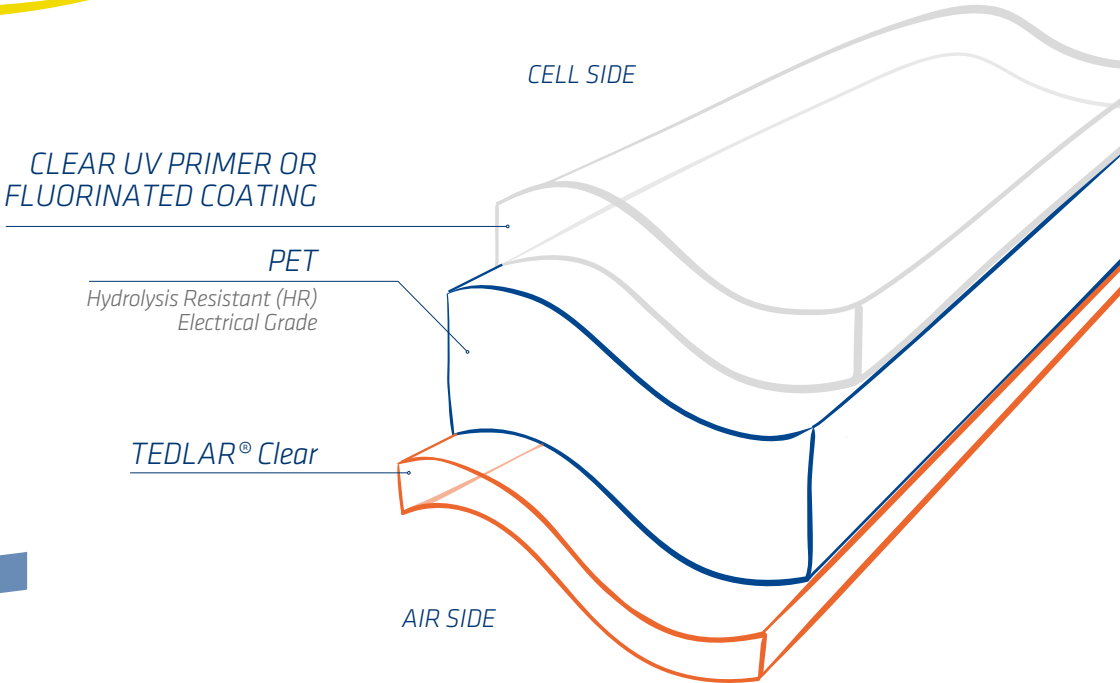 CELL SIDE
CLEAR UV PRIMER OR
FLUORINATED COATING
PET
Hydrolysis Resistant (HR)
Electrical Grade
TEDLAR® Clear
AIR SIDE